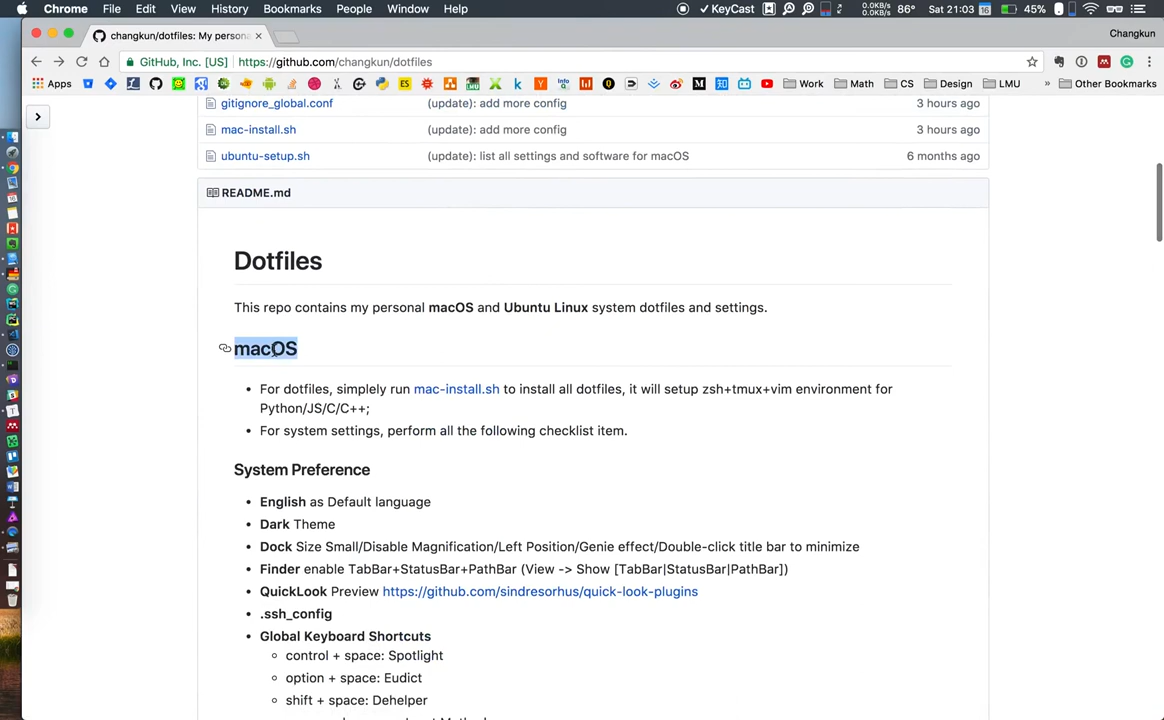 Chrome File Edit View History Bookmarks People Window Help KeyCast 0.0KB/s 0.0KB/s 86° Sat 21:03 16 45%
changkun/dotfiles: My persona Changkun
GitHub, Inc. [US] https://github.com/changkun/dotfiles
Apps Work Math CS Design LMU » Other Bookmarks
gitignore_global.conf (update): add more config 3 hours ago
mac-install.sh (update): add more config 3 hours ago
ubuntu-setup.sh (update): list all settings and software for macOS 6 months ago
README.md
Dotfiles
This repo contains my personal macOS and Ubuntu Linux system dotfiles and settings.
macOS
• For dotfiles, simplely run mac-install.sh to install all dotfiles, it will setup zsh+tmux+vim environment for
Python/JS/C/C++;
• For system settings, perform all the following checklist item.
System Preference
• English as Default language
• Dark Theme
• Dock Size Small/Disable Magnification/Left Position/Genie effect/Double-click title bar to minimize
• Finder enable TabBar+StatusBar+PathBar (View -> Show [TabBar|StatusBar|PathBar])
• QuickLook Preview https://github.com/sindresorhus/quick-look-plugins
• .ssh_config
• Global Keyboard Shortcuts
◦ control + space: Spotlight
◦ option + space: Eudict
◦ shift + space: Dehelper